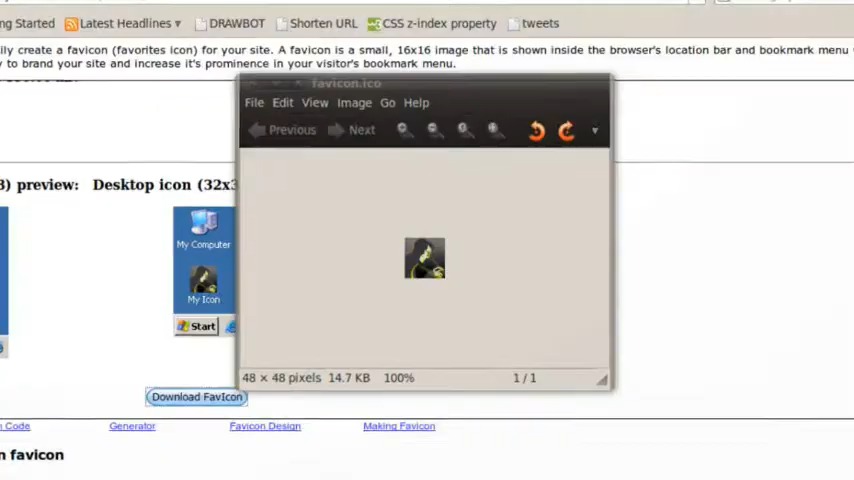 ng Started Latest Headlines DRAWBOT Shorten URL CSS z-index property tweets
ily create a favicon (favorites icon) for your site. A favicon is a small, 16x16 image that is shown inside the browser's location bar and bookmark menu
y to brand your site and increase it's prominence in your visitor's bookmark menu.
favicon.ico
File Edit View Image Go Help
Previous Next
) preview: Desktop icon (32x3
My Computer
My Icon
Start
48 × 48 pixels 14.7 KB 100% 1 / 1
Download FavIcon
n Code Generator Favicon Design Making Favicon
n favicon